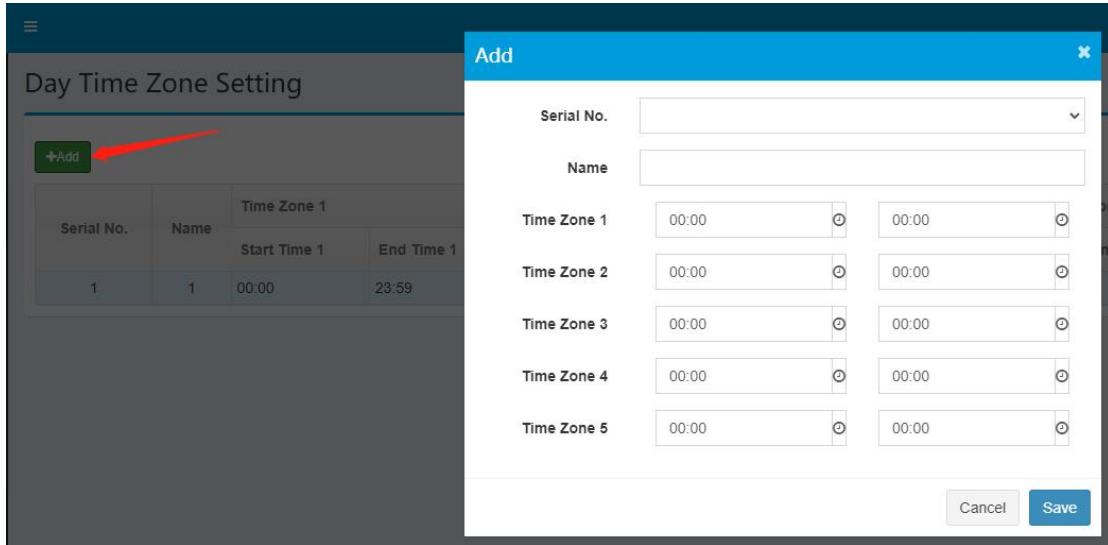 Day Time Zone Setting
+Add
Serial No.
Name
Time Zone 1
Start Time 1
End Time 1
1
1
00:00
23:59
Add
Serial No.
Name
Time Zone 1
00:00
00:00
Time Zone 2
00:00
00:00
Time Zone 3
00:00
00:00
Time Zone 4
00:00
00:00
Time Zone 5
00:00
00:00
Cancel
Save